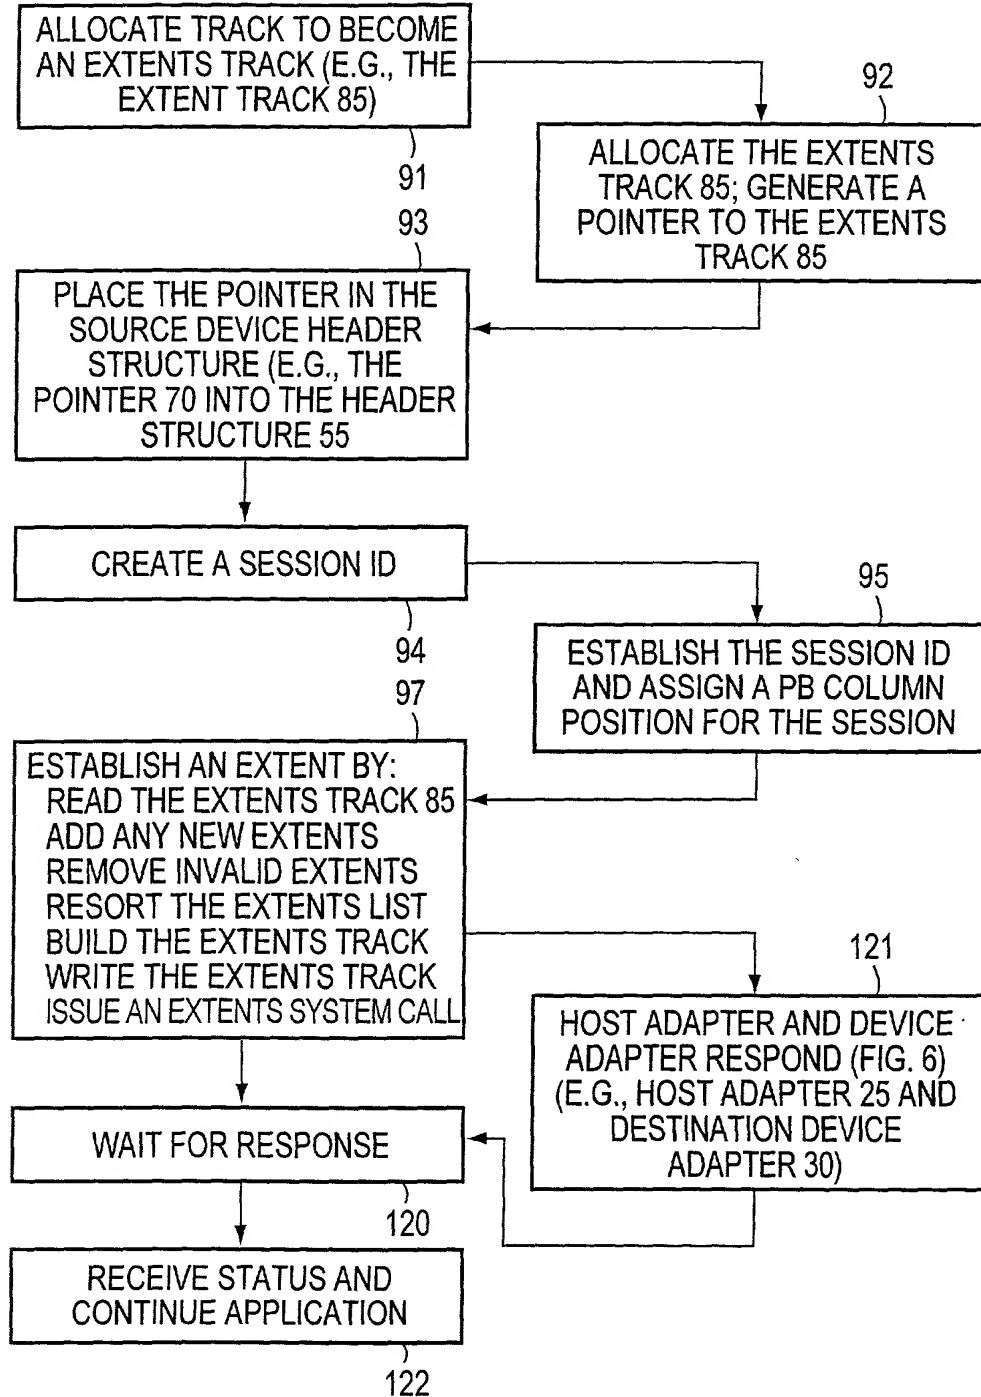 ALLOCATE TRACK TO BECOME
AN EXTENTS TRACK (E.G., THE
EXTENT TRACK 85)
91
92
ALLOCATE THE EXTENTS
TRACK 85; GENERATE A
POINTER TO THE EXTENTS
TRACK 85
93
PLACE THE POINTER IN THE
SOURCE DEVICE HEADER
STRUCTURE (E.G., THE
POINTER 70 INTO THE HEADER
STRUCTURE 55
CREATE A SESSION ID
94
95
ESTABLISH THE SESSION ID
AND ASSIGN A PB COLUMN
POSITION FOR THE SESSION
97
ESTABLISH AN EXTENT BY:
READ THE EXTENTS TRACK 85
ADD ANY NEW EXTENTS
REMOVE INVALID EXTENTS
RESORT THE EXTENTS LIST
BUILD THE EXTENTS TRACK
WRITE THE EXTENTS TRACK
ISSUE AN EXTENTS SYSTEM CALL
121
HOST ADAPTER AND DEVICE
ADAPTER RESPOND (FIG. 6)
(E.G., HOST ADAPTER 25 AND
DESTINATION DEVICE
ADAPTER 30)
WAIT FOR RESPONSE
120
RECEIVE STATUS AND
CONTINUE APPLICATION
122